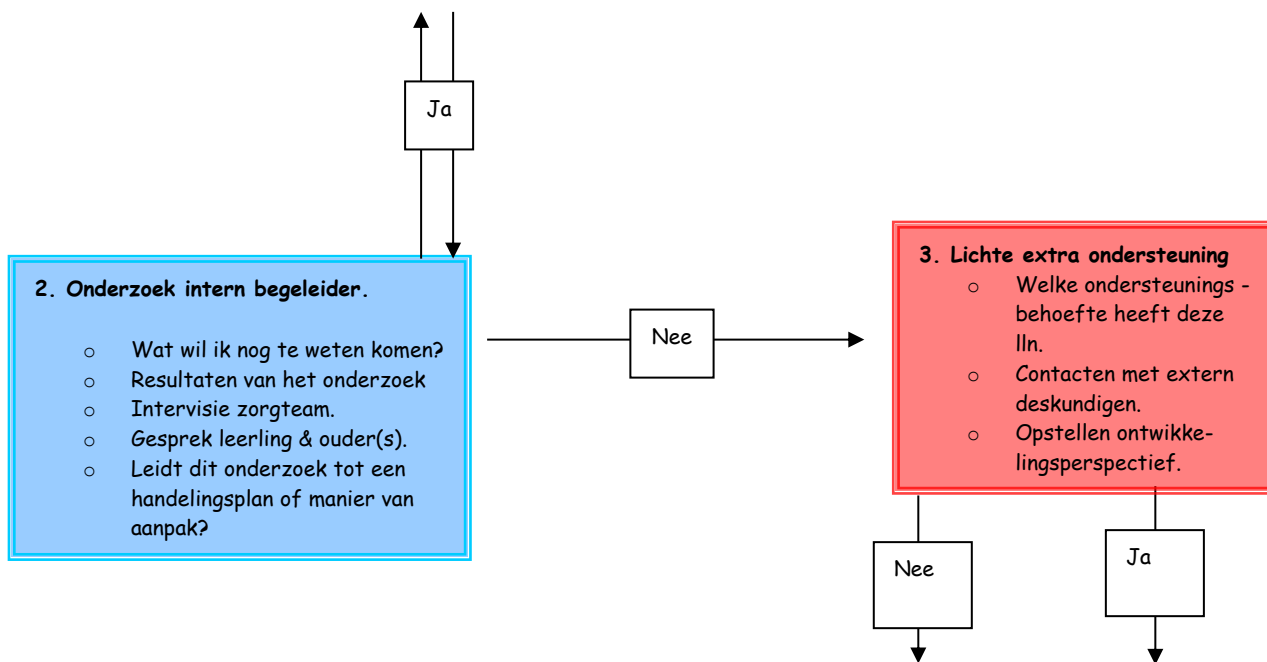 Ja
2. Onderzoek intern begeleider.
o Wat wil ik nog te weten komen?
o Resultaten van het onderzoek
o Intervisie zorgteam.
o Gesprek leerling & ouder(s).
o Leidt dit onderzoek tot een
handelingsplan of manier van
aanpak?
Nee
3. Lichte extra ondersteuning
o Welke ondersteunings -
behoefte heeft deze
lln.
o Contacten met extern
deskundigen.
o Opstellen ontwikke-
lingsperspectief.
Nee
Ja